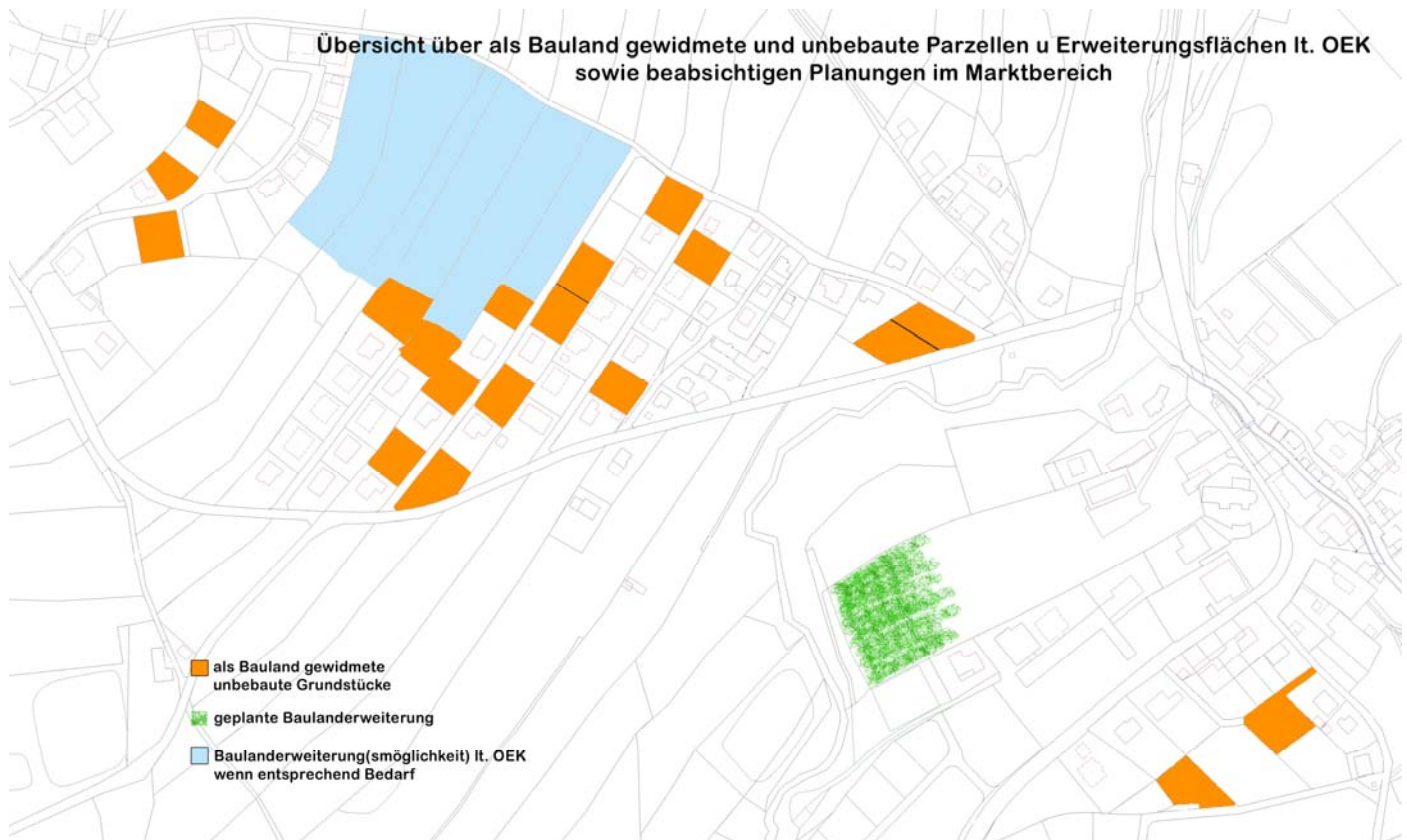 Übersicht über als Bauland gewidmete und unbebaute Parzellen u Erweiterungsflächen lt. OEK
sowie beabsichtigen Planungen im Marktbereich
als Bauland gewidmete
unbebaute Grundstücke
geplante Baulanderweiterung
Baulanderweiterung(smöglichkeit) lt. OEK
wenn entsprechend Bedarf